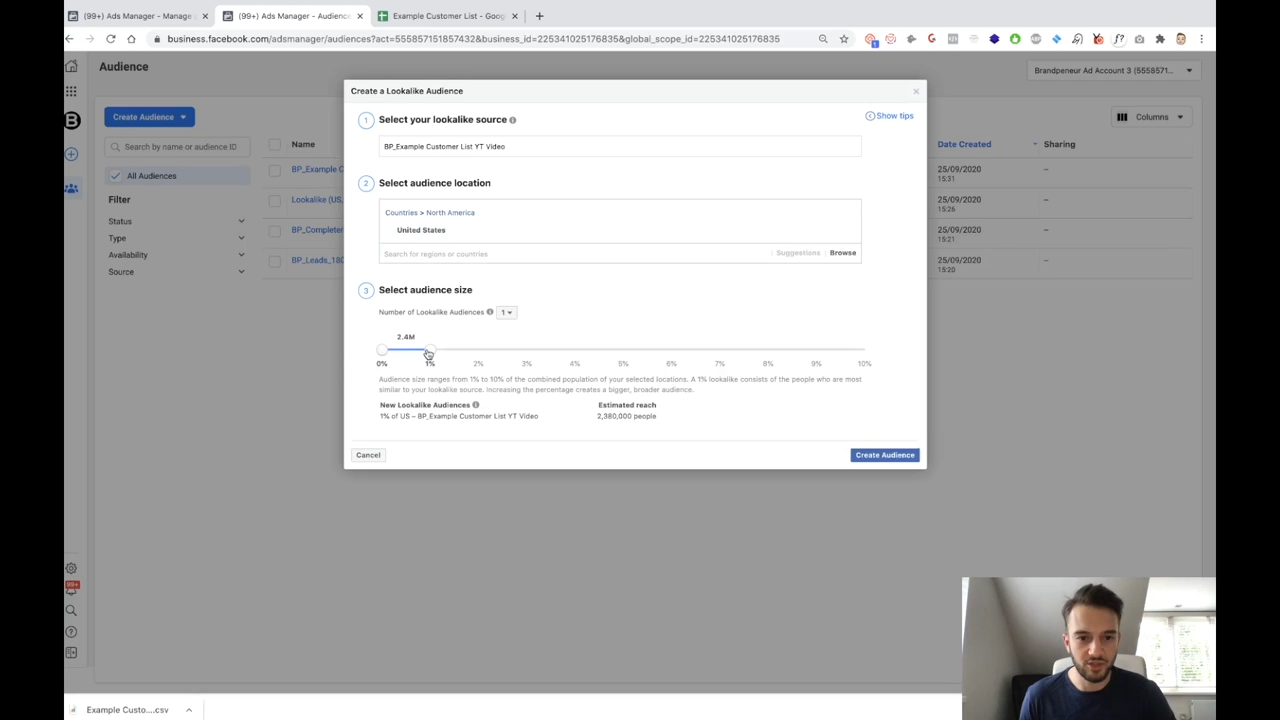 (99+) Ads Manager - Manage
(99+) Ads Manager - Audience
Example Customer List - Goog
business.facebook.com/adsmanager/audiences?act=555857151857432&business_id=225341025176835&global_scope_id=225341025176835
Audience
Brandpeneur Ad Account 3 (5558571...
Create Audience
Columns
Search by name or audience ID
Name
Date Created
Sharing
All Audiences
BP_Example C
25/09/2020
15:31
–
Filter
Lookalike (US,
25/09/2020
15:26
–
Status
BP_Complete
25/09/2020
15:21
–
Type
Availability
BP_Leads_180
25/09/2020
15:20
–
Source
Create a Lookalike Audience
Show tips
1 Select your lookalike source
BP_Example Customer List YT Video
2 Select audience location
Countries > North America
United States
Search for regions or countries
Suggestions | Browse
3 Select audience size
Number of Lookalike Audiences 1
2.4M
0% 1% 2% 3% 4% 5% 6% 7% 8% 9% 10%
Audience size ranges from 1% to 10% of the combined population of your selected locations. A 1% lookalike consists of the people who are most
similar to your lookalike source. Increasing the percentage creates a bigger, broader audience.
New Lookalike Audiences Estimated reach
1% of US – BP_Example Customer List YT Video 2,380,000 people
Cancel
Create Audience
99+
Example Custo....csv